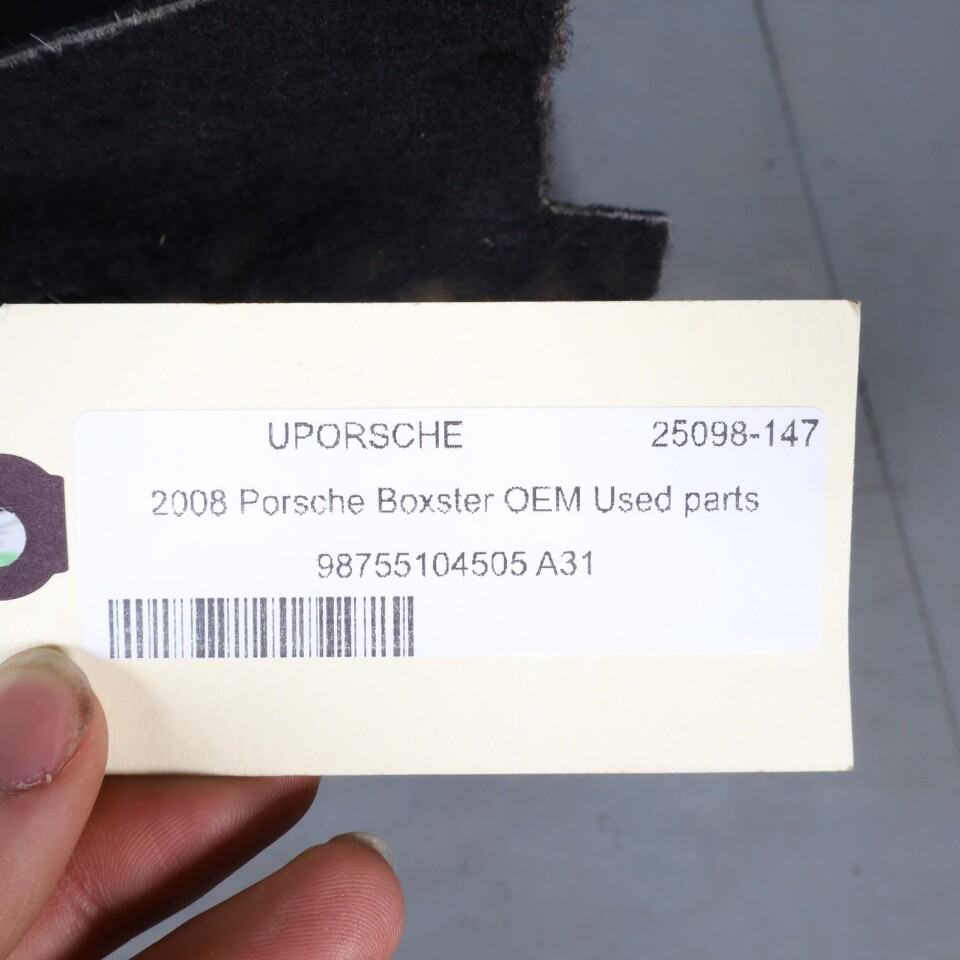 UPORSCHE 25098-147
2008 Porsche Boxster OEM Used parts
98755104505 A31